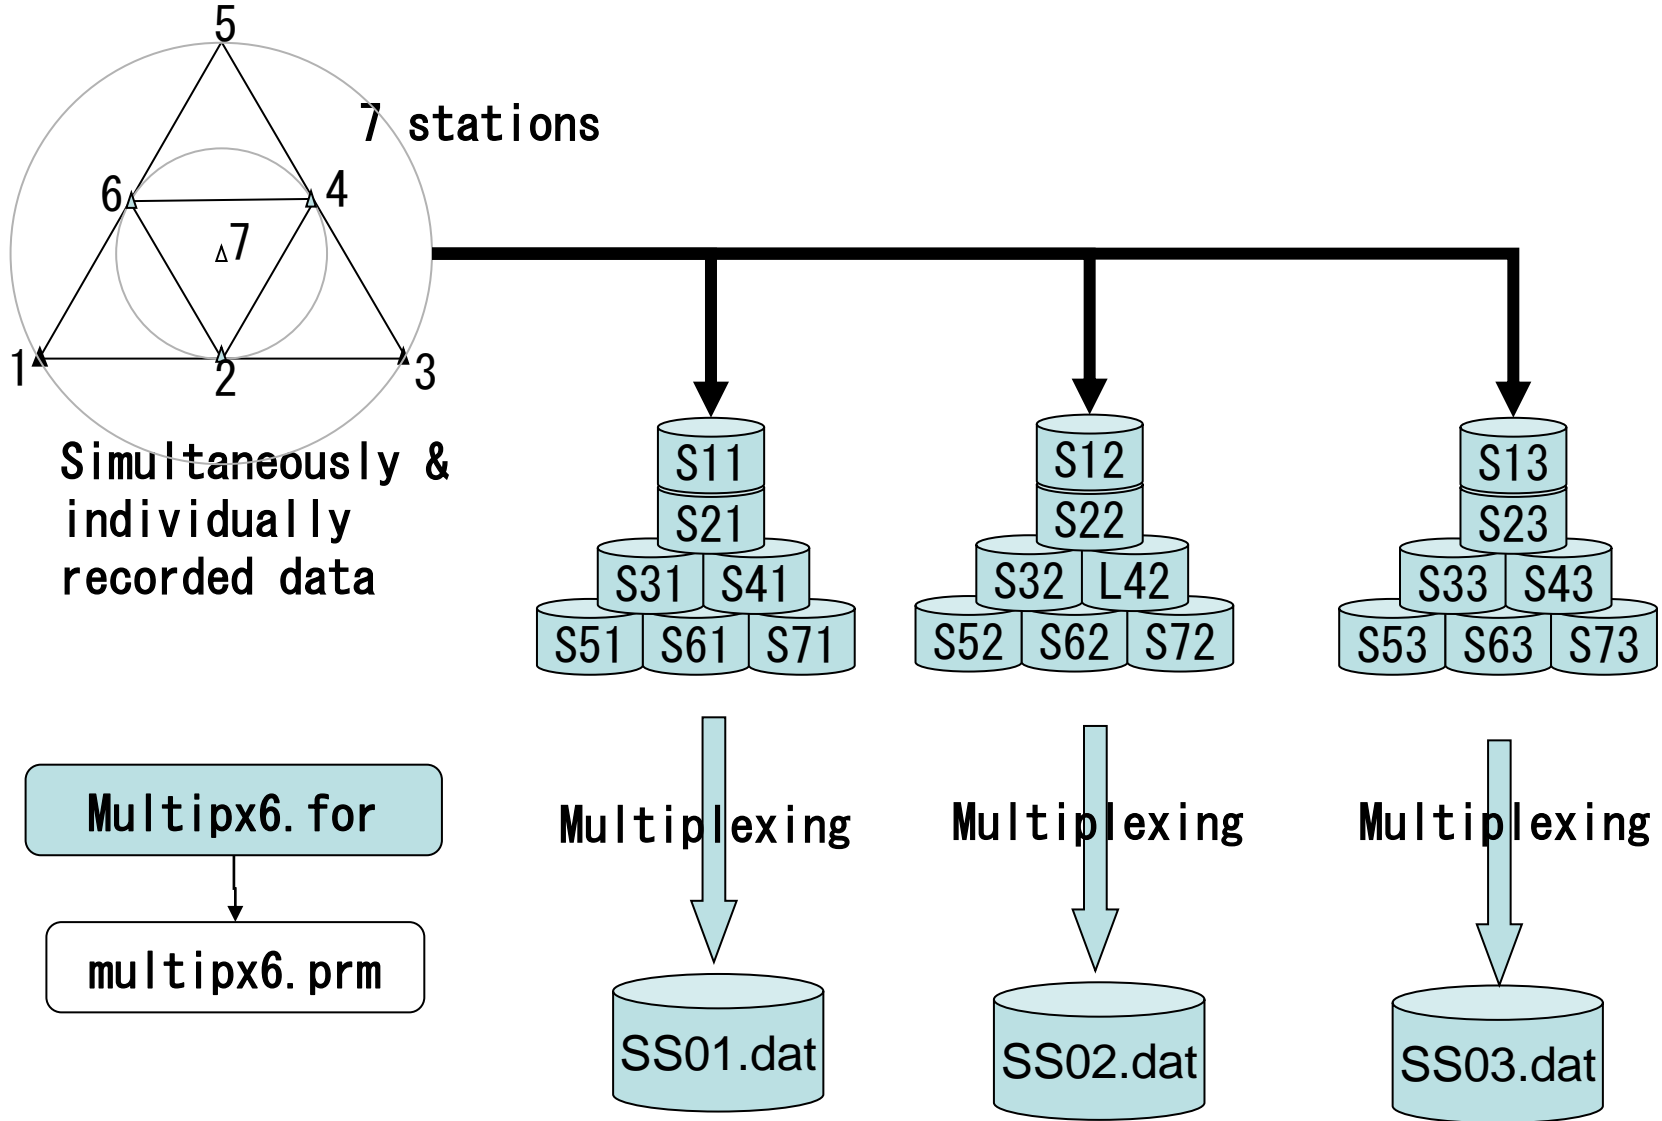 5
7 stations
6
4
7
1
2
3
Simultaneously &
individually
recorded data
S11
S21
S31 S41
S51 S61 S71
S12
S22
S32 L42
S52 S62 S72
S13
S23
S33 S43
S53 S63 S73
Multipx6.for
multipx6.prm
Multiplexing
Multiplexing
Multiplexing
SS01.dat
SS02.dat
SS03.dat